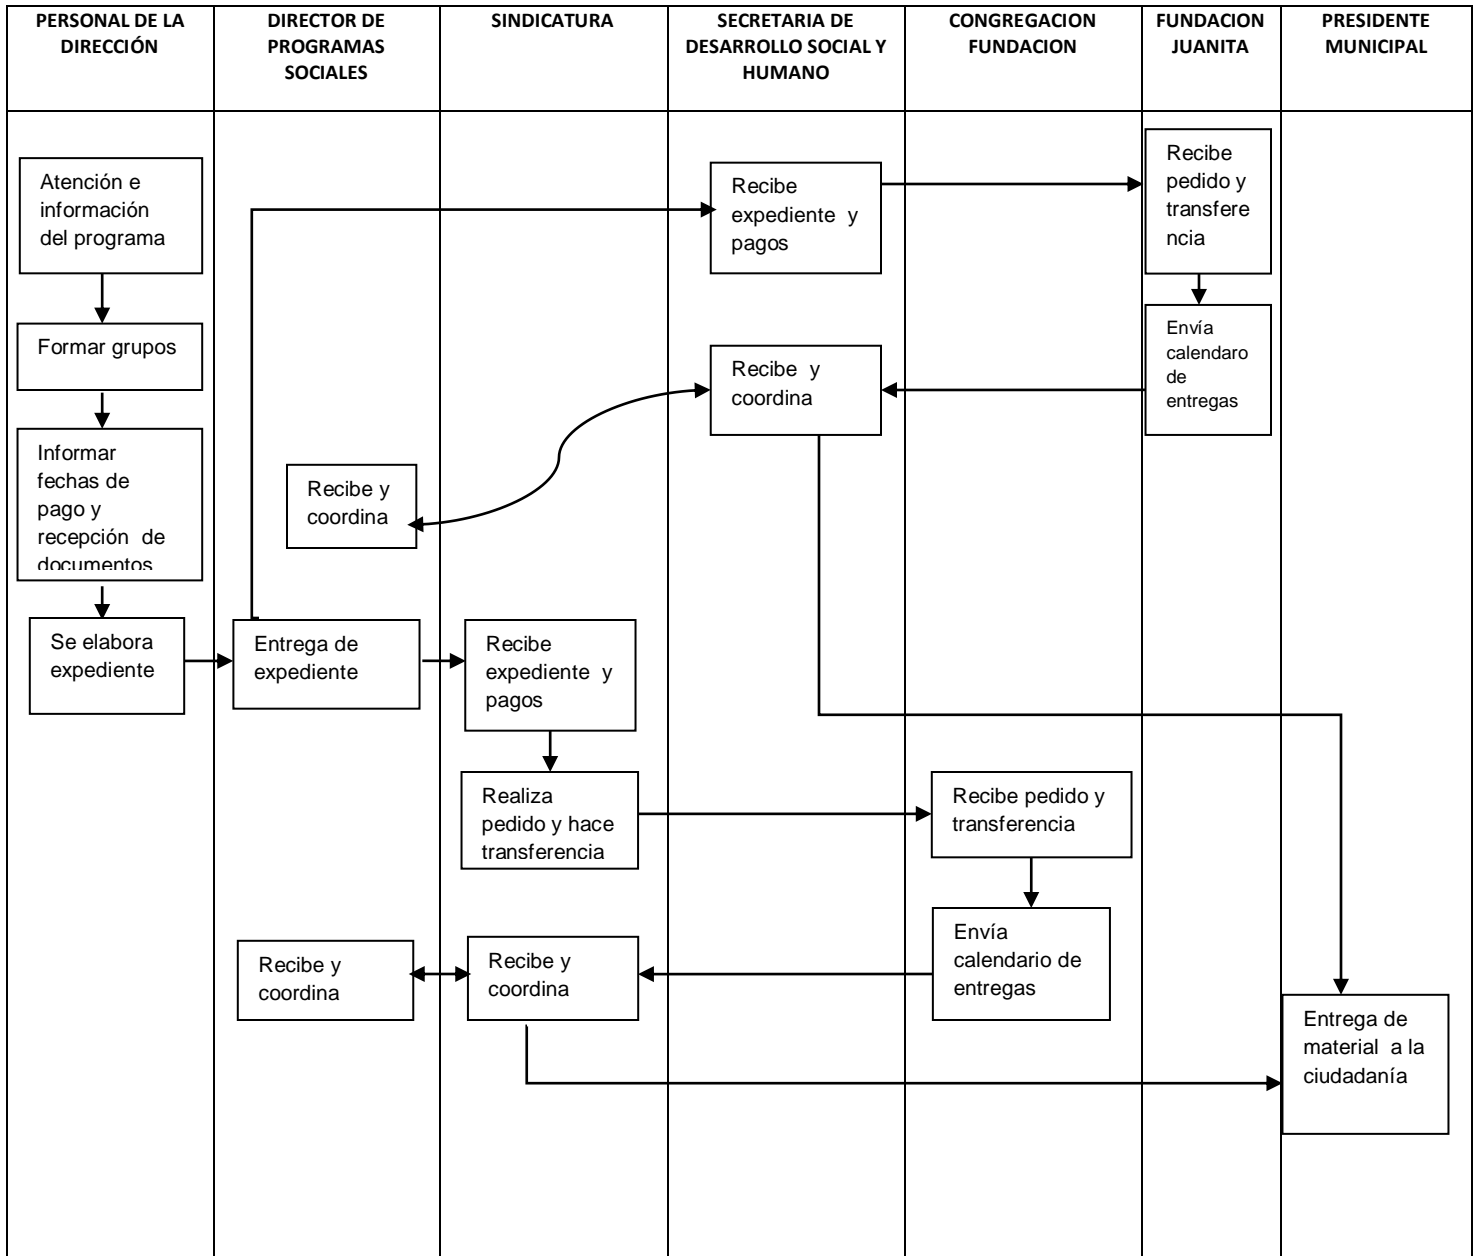 PERSONAL DE LA
DIRECCIÓN
DIRECTOR DE
PROGRAMAS
SOCIALES
SINDICATURA
SECRETARIA DE
DESARROLLO SOCIAL Y
HUMANO
CONGREGACION
FUNDACION
FUNDACION
JUANITA
PRESIDENTE
MUNICIPAL
Atención e
información
del programa
Formar grupos
Informar
fechas de
pago y
recepción de
documentos
Se elabora
expediente
Recibe y
coordina
Entrega de
expediente
Recibe y
coordina
Recibe
expediente y
pagos
Realiza
pedido y hace
transferencia
Recibe y
coordina
Recibe
expediente y
pagos
Recibe y
coordina
Recibe pedido y
transferencia
Envía
calendario de
entregas
Recibe
pedido y
transfere
ncia
Envía
calendaro
de
entregas
Entrega de
material a la
ciudadanía